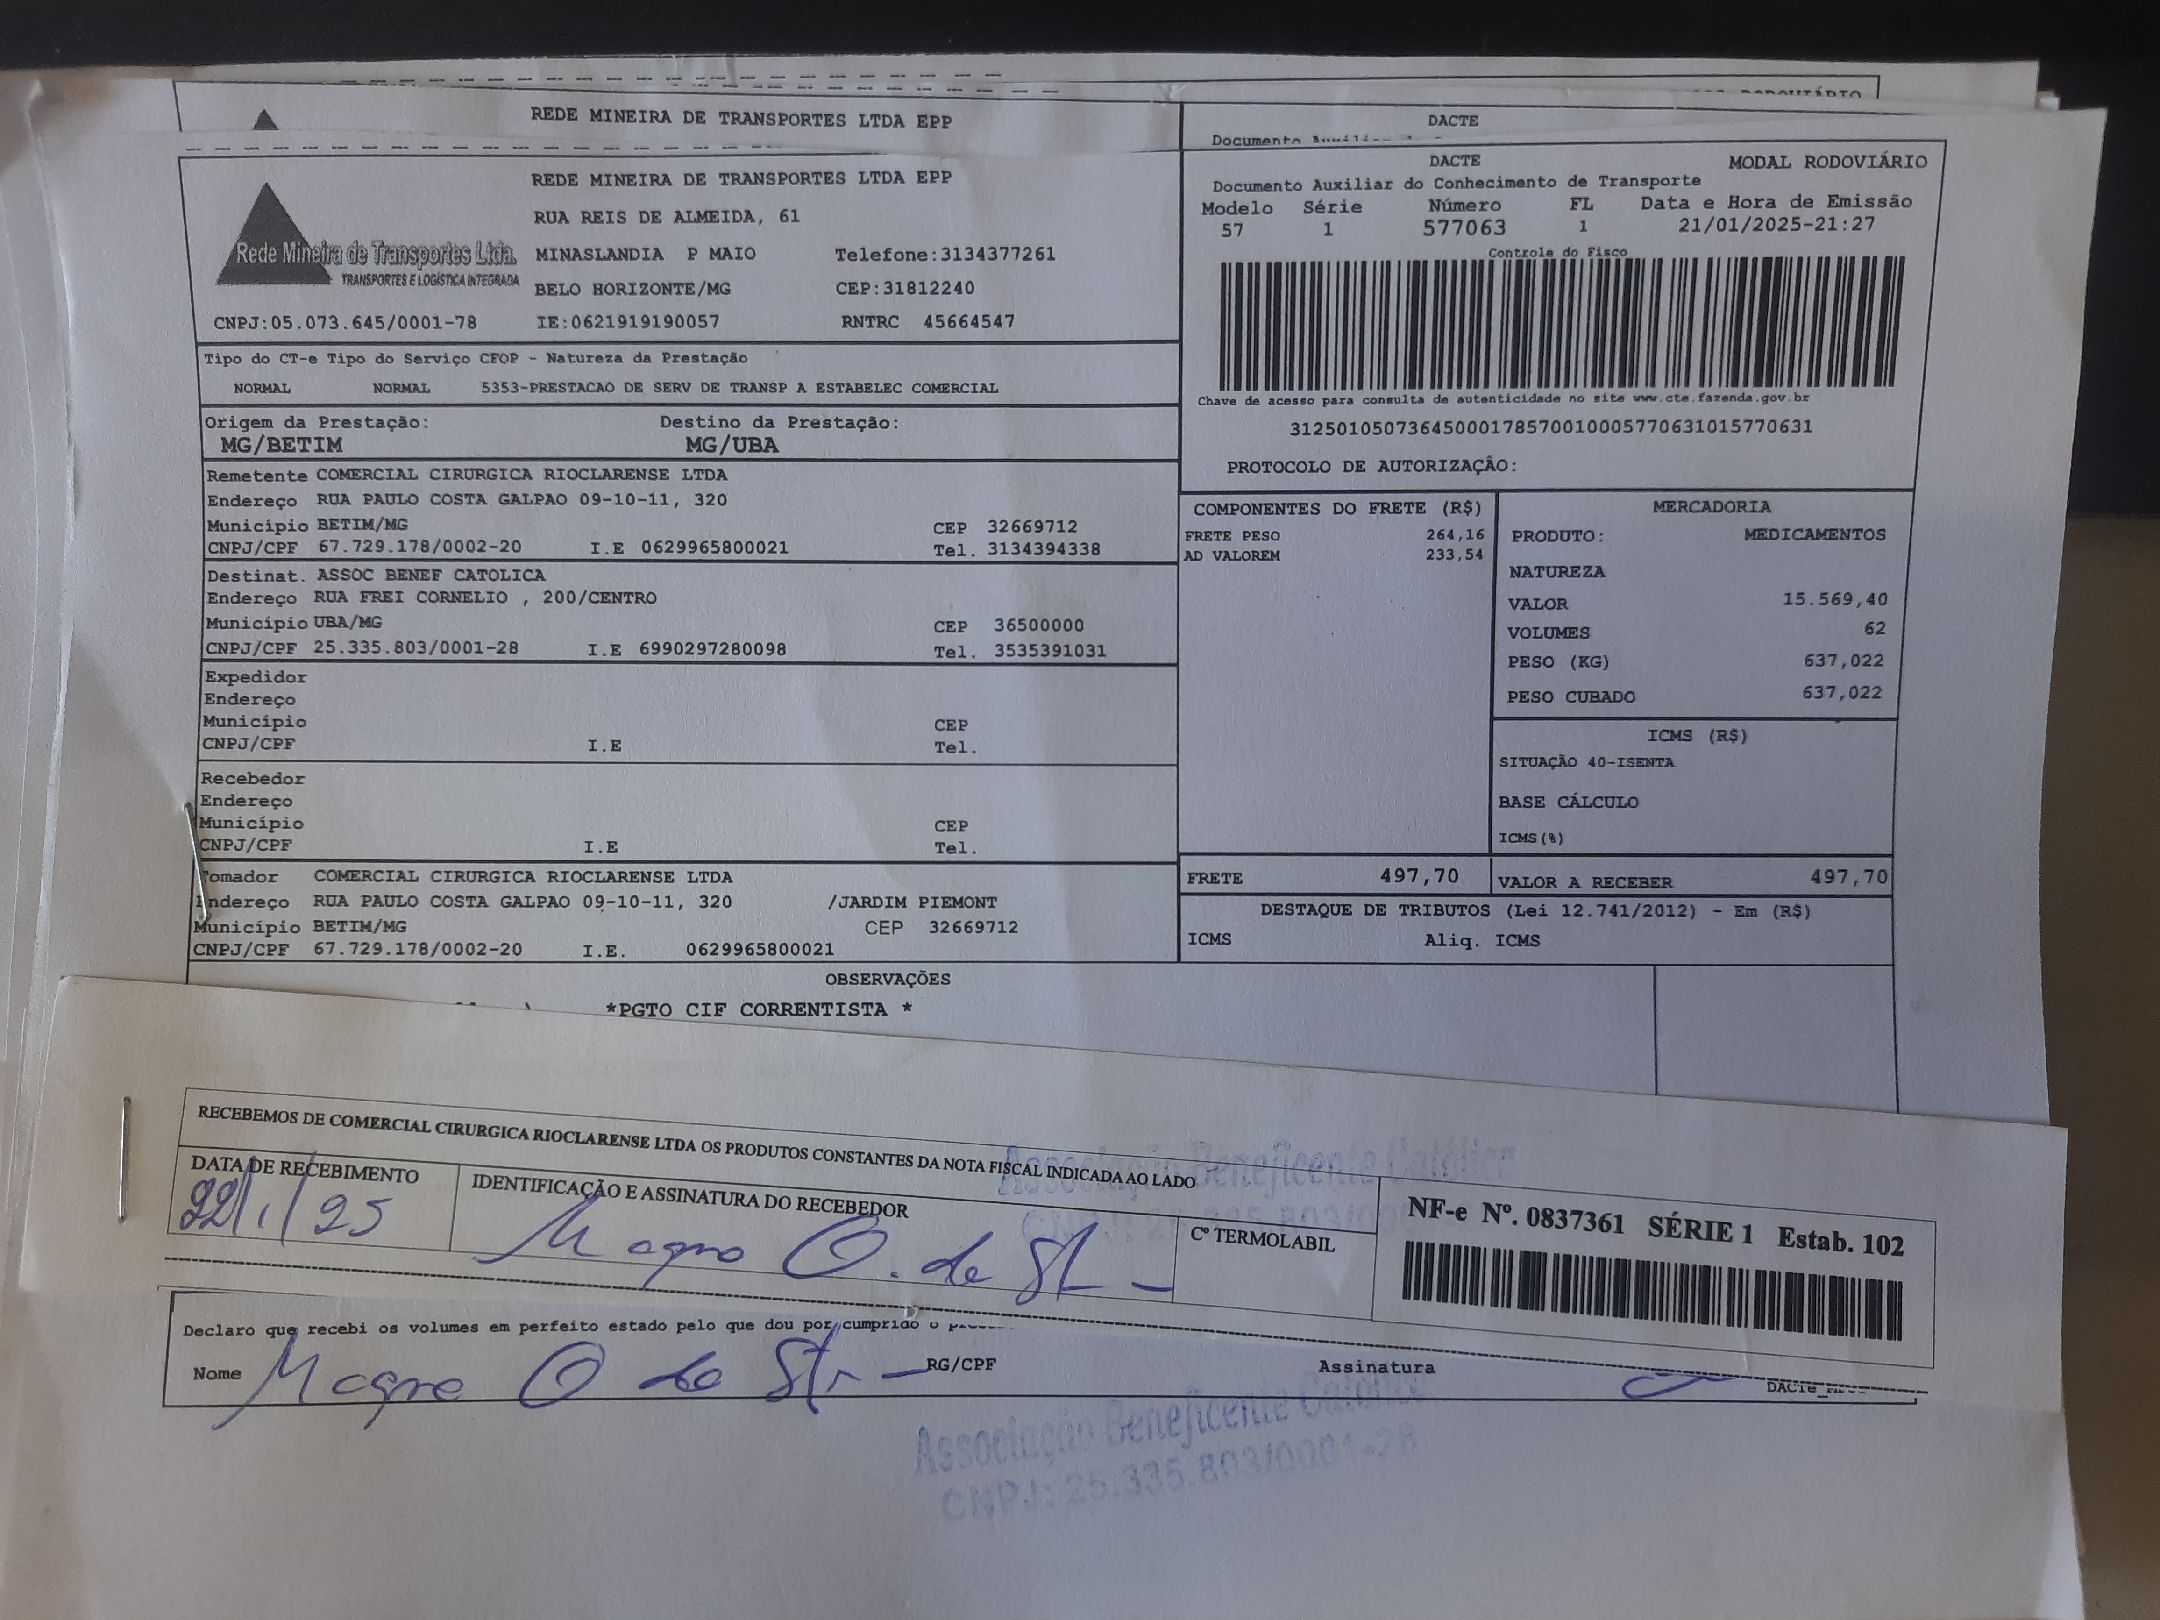 RODOVIÁRIO
REDE MINEIRA DE TRANSPORTES LTDA EPP
DACTE
Documento Auxiliar
REDE MINEIRA DE TRANSPORTES LTDA EPP
RUA REIS DE ALMEIDA, 61
MINASLANDIA P MAIO Telefone:3134377261
BELO HORIZONTE/MG CEP:31812240
Rede Mineira de Transportes Ltda.
TRANSPORTES E LOGÍSTICA INTEGRADA
CNPJ:05.073.645/0001-78 IE:0621919190057 RNTRC 45664547
DACTE MODAL RODOVIÁRIO
Documento Auxiliar do Conhecimento de Transporte
Modelo Série Número FL Data e Hora de Emissão
57 1 577063 1 21/01/2025-21:27
Controle do Fisco
Chave de acesso para consulta de autenticidade no site www.cte.fazenda.gov.br
31250105073645000178570010005770631015770631
PROTOCOLO DE AUTORIZAÇÂO:
Tipo do CT-e Tipo do Serviço CFOP - Natureza da Prestação
NORMAL NORMAL 5353-PRESTACAO DE SERV DE TRANSP A ESTABELEC COMERCIAL
Origem da Prestação: Destino da Prestação:
MG/BETIM MG/UBA
Remetente COMERCIAL CIRURGICA RIOCLARENSE LTDA
Endereço RUA PAULO COSTA GALPAO 09-10-11, 320
Município BETIM/MG CEP 32669712
CNPJ/CPF 67.729.178/0002-20 I.E 0629965800021 Tel. 3134394338
Destinat. ASSOC BENEF CATOLICA
Endereço RUA FREI CORNELIO , 200/CENTRO
Município UBA/MG CEP 36500000
CNPJ/CPF 25.335.803/0001-28 I.E 6990297280098 Tel. 3535391031
Expedidor
Endereço
Município CEP
CNPJ/CPF I.E Tel.
Recebedor
Endereço
Município CEP
CNPJ/CPF I.E Tel.
Tomador COMERCIAL CIRURGICA RIOCLARENSE LTDA
Endereço RUA PAULO COSTA GALPAO 09-10-11, 320 /JARDIM PIEMONT
Município BETIM/MG CEP 32669712
CNPJ/CPF 67.729.178/0002-20 I.E. 0629965800021
COMPONENTES DO FRETE (R$)
FRETE PESO 264,16
AD VALOREM 233,54
MERCADORIA
PRODUTO: MEDICAMENTOS
NATUREZA
VALOR 15.569,40
VOLUMES 62
PESO (KG) 637,022
PESO CUBADO 637,022
ICMS (R$)
SITUAÇÃO 40-ISENTA
BASE CÁLCULO
ICMS(%)
FRETE 497,70 VALOR A RECEBER 497,70
DESTAQUE DE TRIBUTOS (Lei 12.741/2012) - Em (R$)
ICMS Aliq. ICMS
OBSERVAÇÕES
*PGTO CIF CORRENTISTA *
RECEBEMOS DE COMERCIAL CIRURGICA RIOCLARENSE LTDA OS PRODUTOS CONSTANTES DA NOTA FISCAL INDICADA AO LADO
Associação Beneficente Católica
DATA DE RECEBIMENTO IDENTIFICAÇÃO E ASSINATURA DO RECEBEDOR
22/1/25 Magno O. de
Cº TERMOLABIL
NF-e Nº. 0837361 SÉRIE 1 Estab. 102
Declaro que recebi os volumes em perfeito estado pelo que dou por cumprido o
Nome Magno O de RG/CPF Assinatura
Associação Beneficente Católica
CNPJ: 25.335.803/0001-28